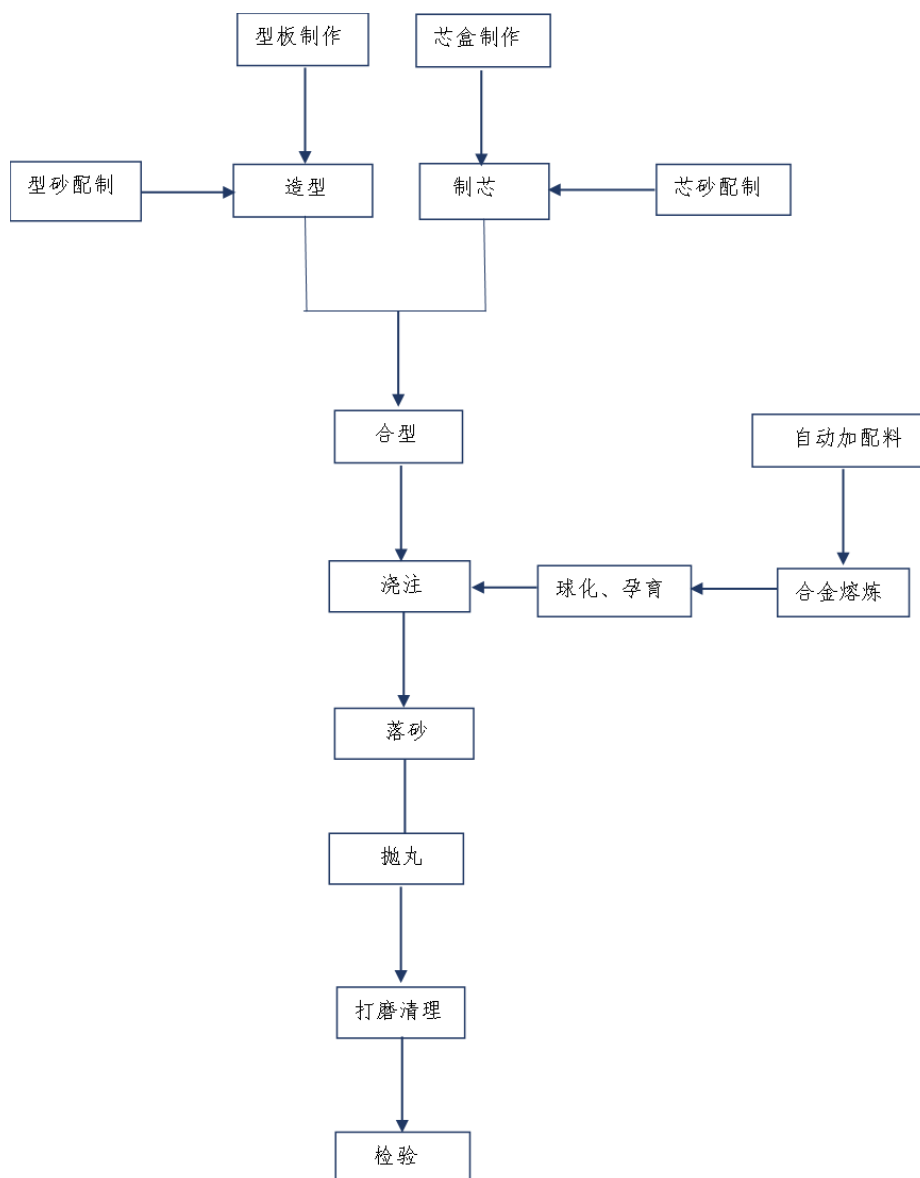 型板制作
芯盒制作
型砂配制
造型
制芯
芯砂配制
合型
自动加配料
浇注
球化、孕育
合金熔炼
落砂
抛丸
打磨清理
检验